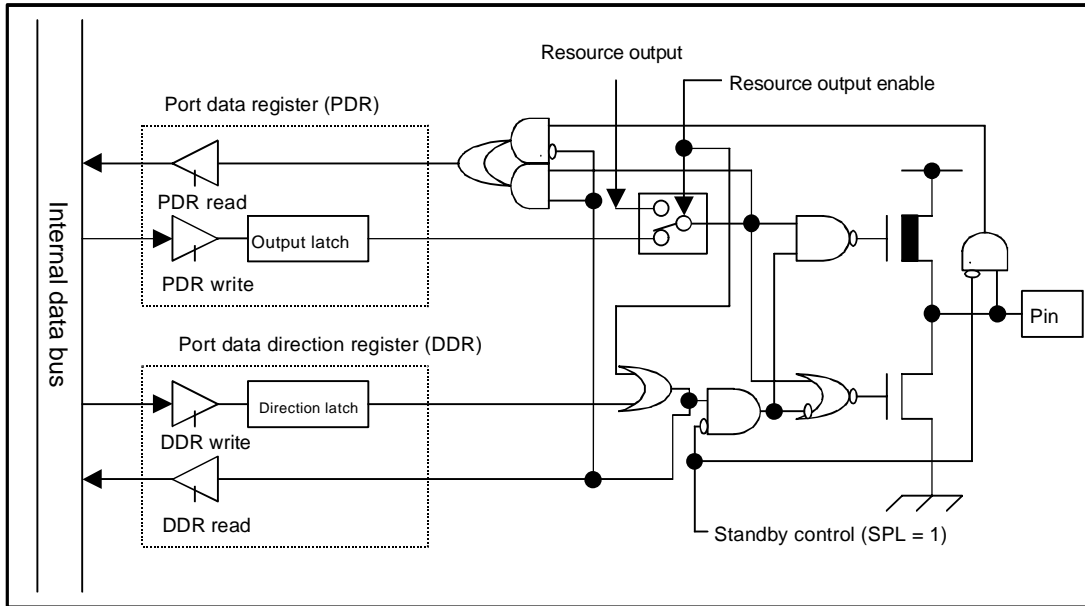 Resource output
Resource output enable
Port data register (PDR)
PDR read
Output latch
PDR write
Internal data bus
Pin
Port data direction register (DDR)
Direction latch
DDR write
DDR read
Standby control (SPL = 1)